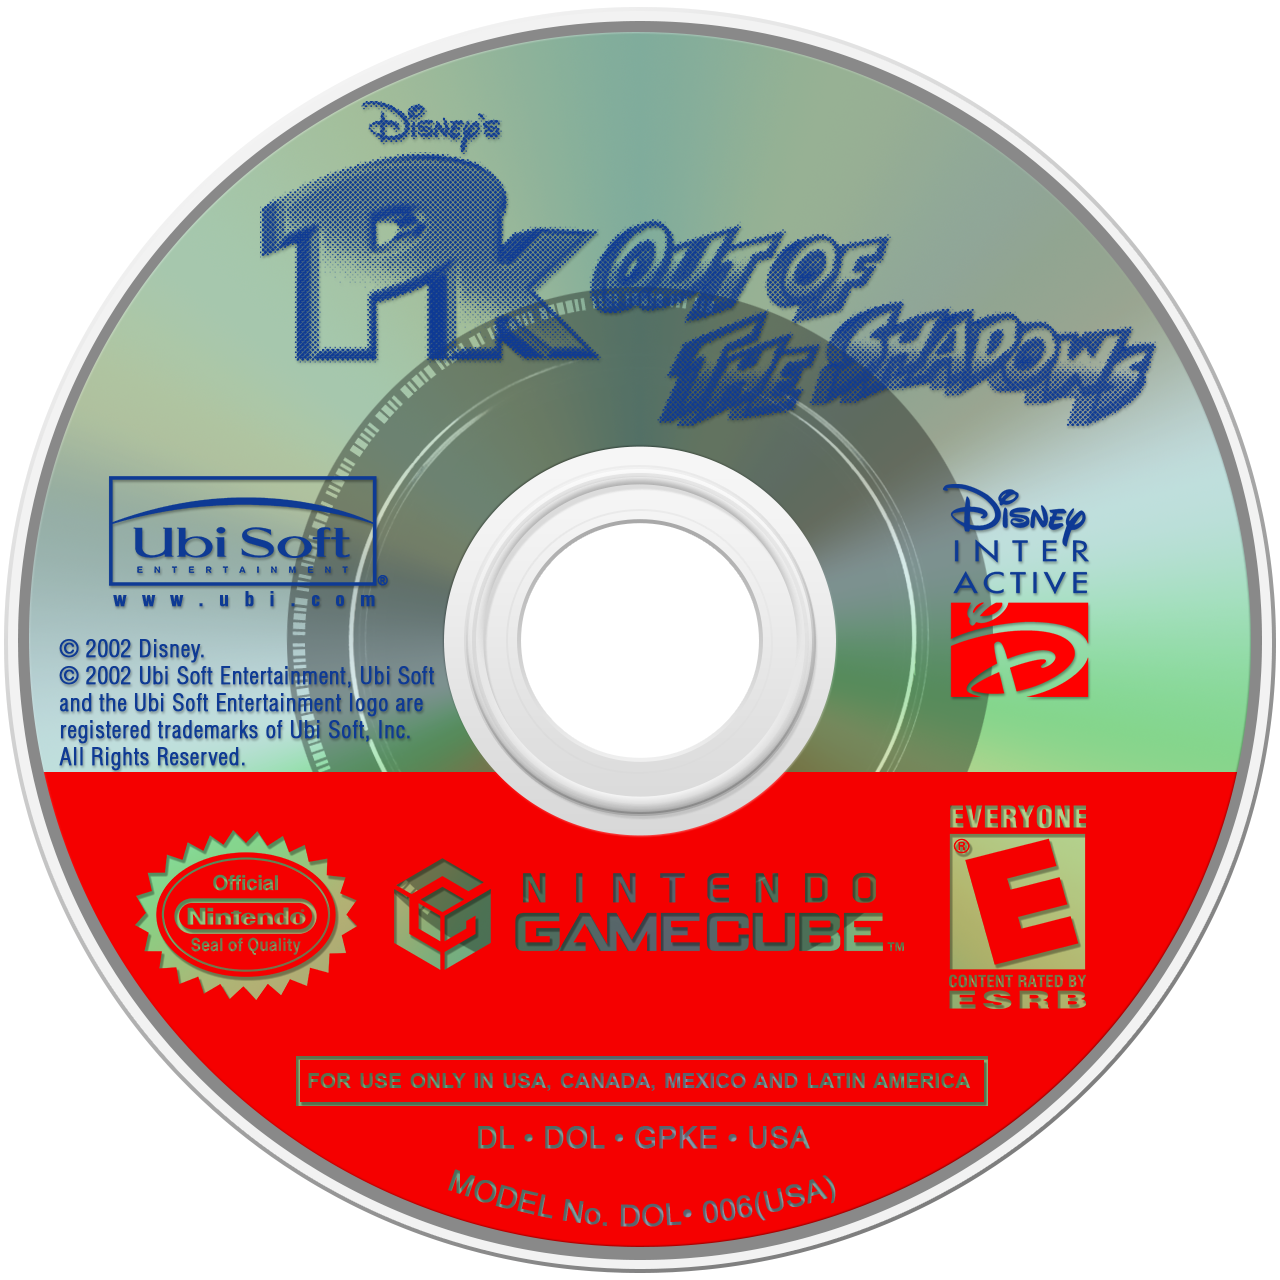 Disney's
PK
OUT OF
THE SHADOWS
Ubi Soft
ENTERTAINMENT
®
www.ubi.com
Disney
INTER
ACTIVE
© 2002 Disney.
© 2002 Ubi Soft Entertainment, Ubi Soft
and the Ubi Soft Entertainment logo are
registered trademarks of Ubi Soft, Inc.
All Rights Reserved.
Official
Nintendo
Seal of Quality
NINTENDO
GAMECUBE™
EVERYONE
®
E
CONTENT RATED BY
ESRB
FOR USE ONLY IN USA, CANADA, MEXICO AND LATIN AMERICA
DL • DOL • GPKE • USA
MODEL No. DOL• 006(USA)